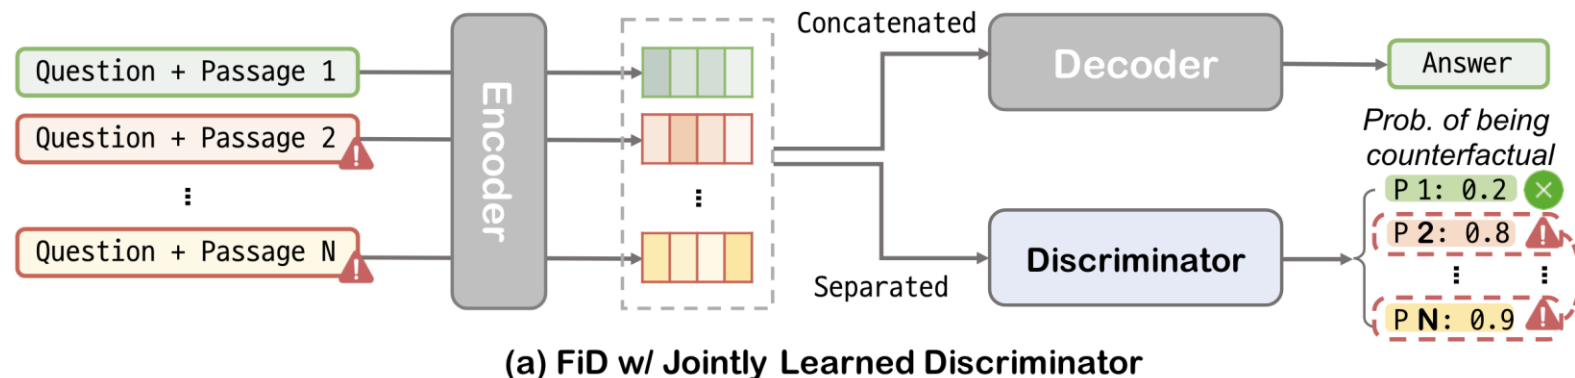 Question + Passage 1
Question + Passage 2
⋮
Question + Passage N
Encoder
Concatenated
Separated
Decoder
Discriminator
Answer
Prob. of being
counterfactual
P 1: 0.2
P 2: 0.8
⋮ ⋮
P N: 0.9
(a) FiD w/ Jointly Learned Discriminator